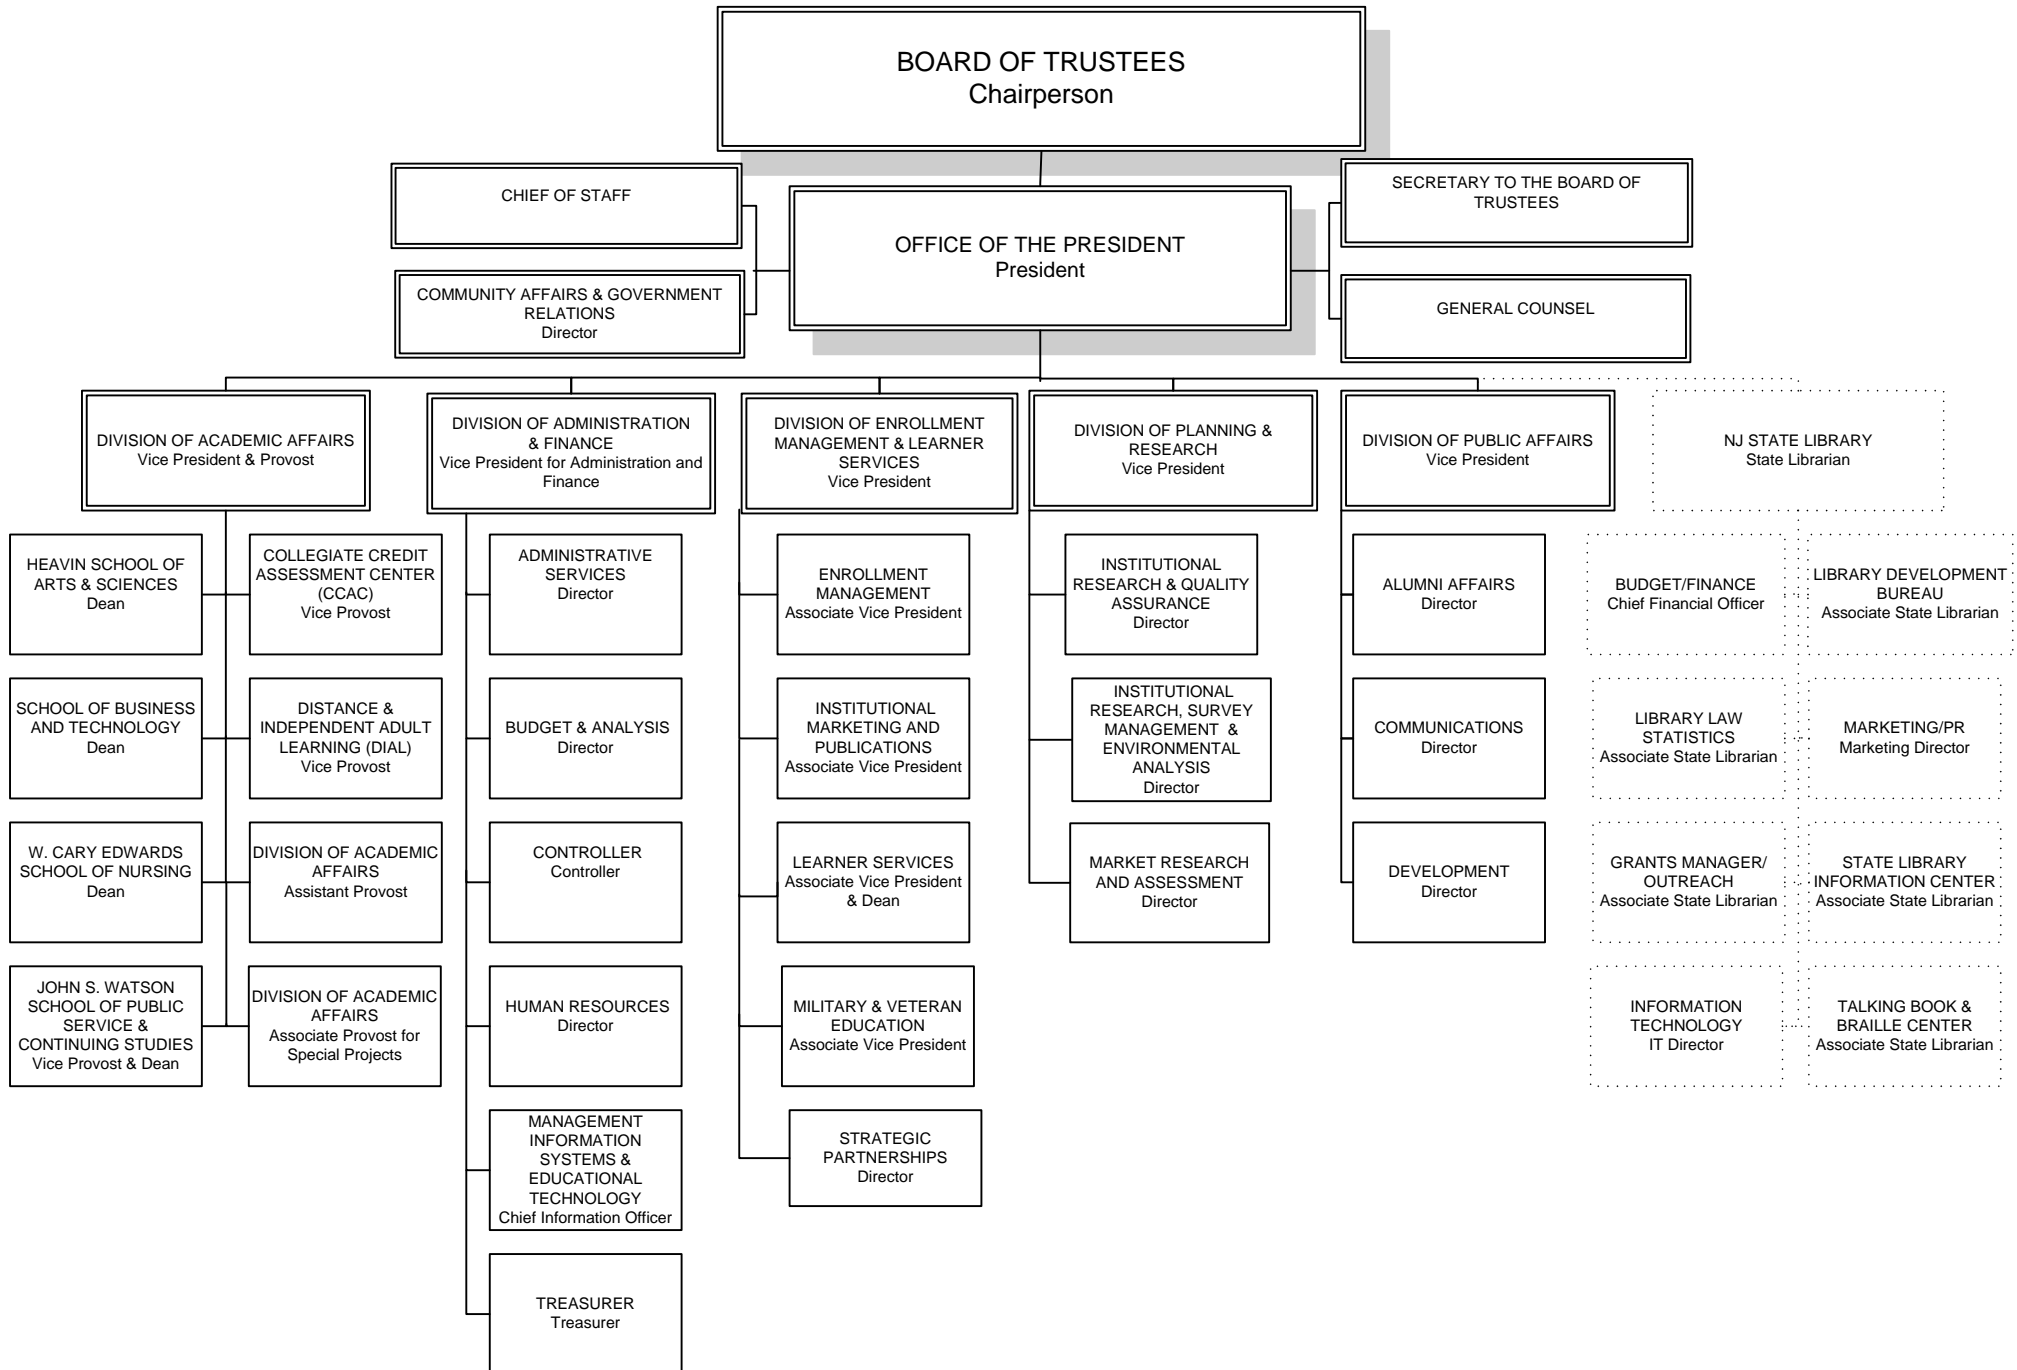 BOARD OF TRUSTEES
Chairperson
CHIEF OF STAFF
SECRETARY TO THE BOARD OF
TRUSTEES
OFFICE OF THE PRESIDENT
President
COMMUNITY AFFAIRS & GOVERNMENT
RELATIONS
Director
GENERAL COUNSEL
DIVISION OF ACADEMIC AFFAIRS
Vice President & Provost
DIVISION OF ADMINISTRATION
& FINANCE
Vice President for Administration and
Finance
DIVISION OF ENROLLMENT
MANAGEMENT & LEARNER
SERVICES
Vice President
DIVISION OF PLANNING &
RESEARCH
Vice President
DIVISION OF PUBLIC AFFAIRS
Vice President
NJ STATE LIBRARY
State Librarian
HEAVIN SCHOOL OF
ARTS & SCIENCES
Dean
COLLEGIATE CREDIT
ASSESSMENT CENTER
(CCAC)
Vice Provost
ADMINISTRATIVE
SERVICES
Director
ENROLLMENT
MANAGEMENT
Associate Vice President
INSTITUTIONAL
RESEARCH & QUALITY
ASSURANCE
Director
ALUMNI AFFAIRS
Director
BUDGET/FINANCE
Chief Financial Officer
LIBRARY DEVELOPMENT
BUREAU
Associate State Librarian
SCHOOL OF BUSINESS
AND TECHNOLOGY
Dean
DISTANCE &
INDEPENDENT ADULT
LEARNING (DIAL)
Vice Provost
BUDGET & ANALYSIS
Director
INSTITUTIONAL
MARKETING AND
PUBLICATIONS
Associate Vice President
INSTITUTIONAL
RESEARCH, SURVEY
MANAGEMENT &
ENVIRONMENTAL
ANALYSIS
Director
COMMUNICATIONS
Director
LIBRARY LAW
STATISTICS
Associate State Librarian
MARKETING/PR
Marketing Director
W. CARY EDWARDS
SCHOOL OF NURSING
Dean
DIVISION OF ACADEMIC
AFFAIRS
Assistant Provost
CONTROLLER
Controller
LEARNER SERVICES
Associate Vice President
& Dean
MARKET RESEARCH
AND ASSESSMENT
Director
DEVELOPMENT
Director
GRANTS MANAGER/
OUTREACH
Associate State Librarian
STATE LIBRARY
INFORMATION CENTER
Associate State Librarian
JOHN S. WATSON
SCHOOL OF PUBLIC
SERVICE &
CONTINUING STUDIES
Vice Provost & Dean
DIVISION OF ACADEMIC
AFFAIRS
Associate Provost for
Special Projects
HUMAN RESOURCES
Director
MILITARY & VETERAN
EDUCATION
Associate Vice President
INFORMATION
TECHNOLOGY
IT Director
TALKING BOOK &
BRAILLE CENTER
Associate State Librarian
MANAGEMENT
INFORMATION
SYSTEMS &
EDUCATIONAL
TECHNOLOGY
Chief Information Officer
STRATEGIC
PARTNERSHIPS
Director
TREASURER
Treasurer